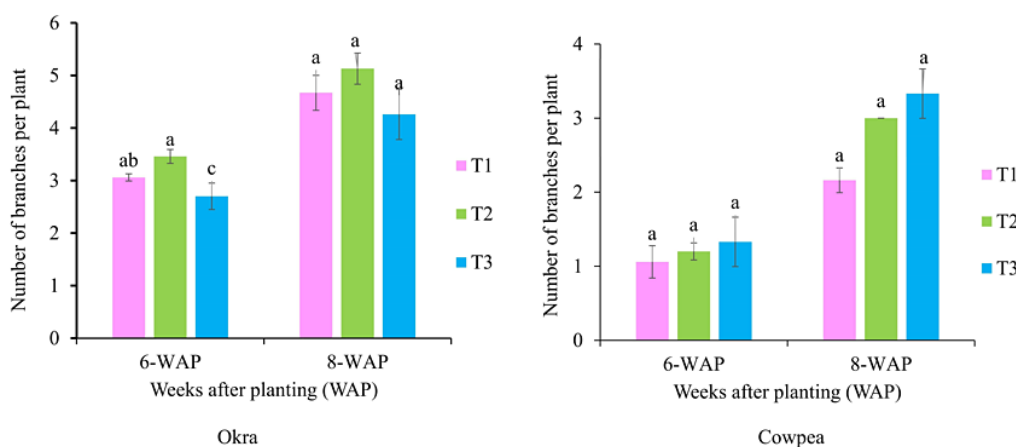 Number of branches per plant
6
5
4
3
2
1
0
ab
a
c
a
a
a
6-WAP
8-WAP
Weeks after planting (WAP)
T1
T2
T3
Okra
Number of branches per plant
4
3
2
1
0
a
a
a
a
a
a
6-WAP
8-WAP
Weeks after planting (WAP)
T1
T2
T3
Cowpea